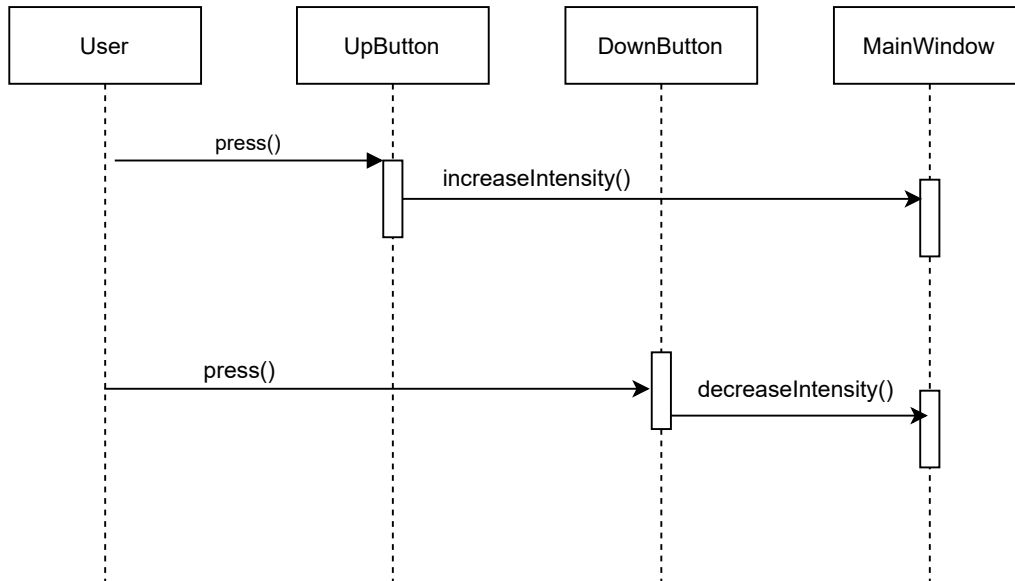 User
UpButton
DownButton
MainWindow
press()
increaseIntensity()
press()
decreaseIntensity()